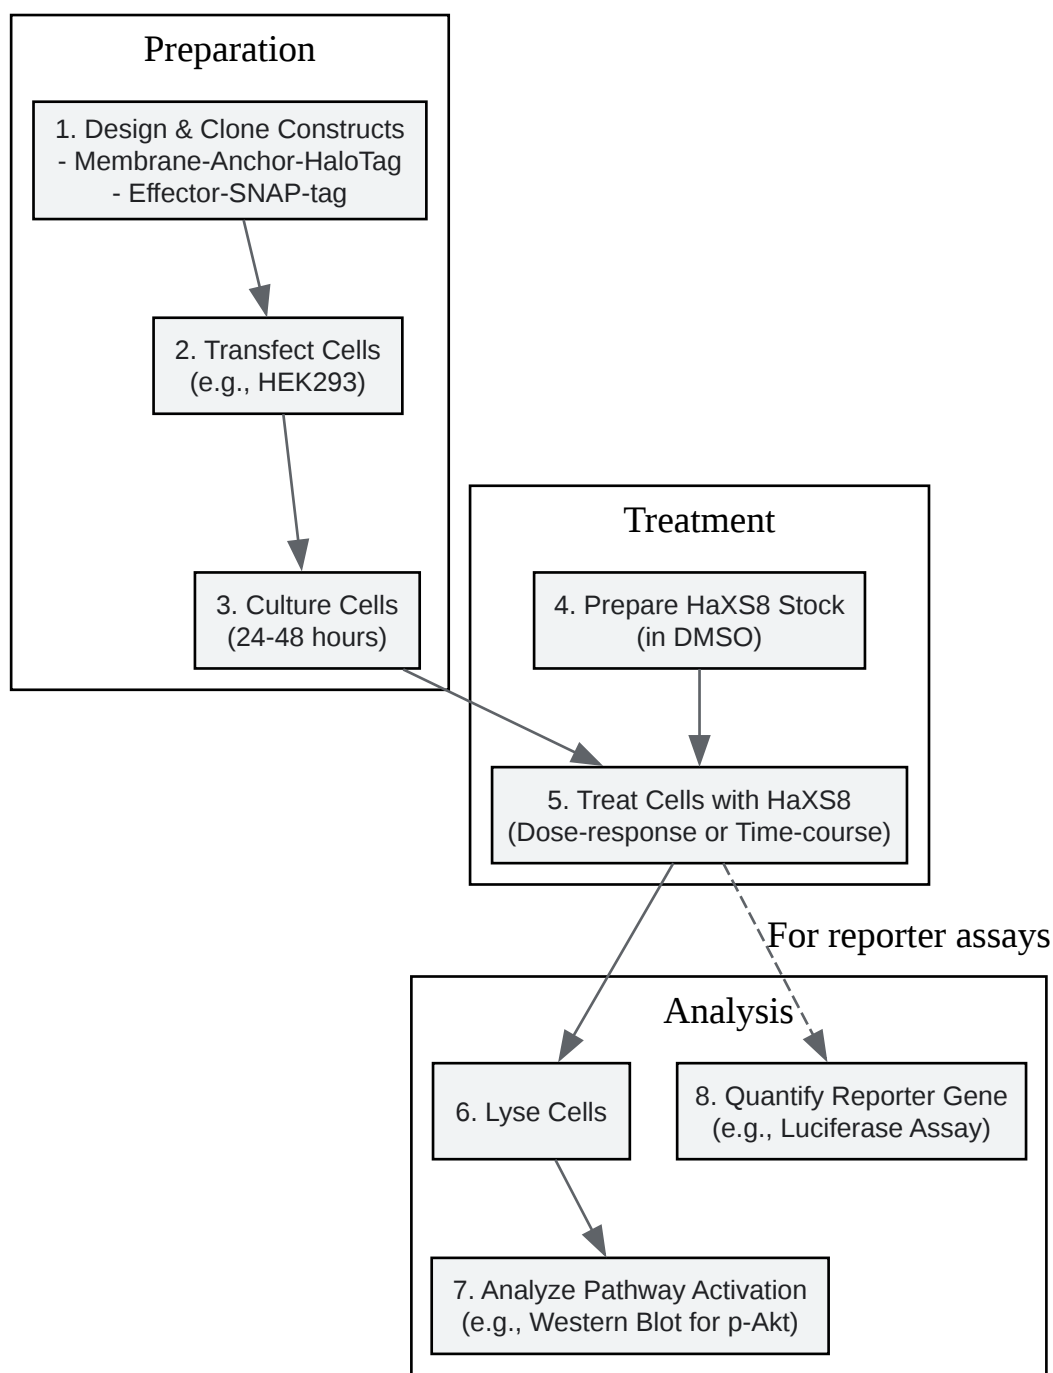 Preparation
1. Design & Clone Constructs
- Membrane-Anchor-HaloTag
- Effector-SNAP-tag
2. Transfect Cells
(e.g., HEK293)
3. Culture Cells
(24-48 hours)
Treatment
4. Prepare HaXS8 Stock
(in DMSO)
5. Treat Cells with HaXS8
(Dose-response or Time-course)
For reporter assays
Analysis
6. Lyse Cells
8. Quantify Reporter Gene
(e.g., Luciferase Assay)
7. Analyze Pathway Activation
(e.g., Western Blot for p-Akt)